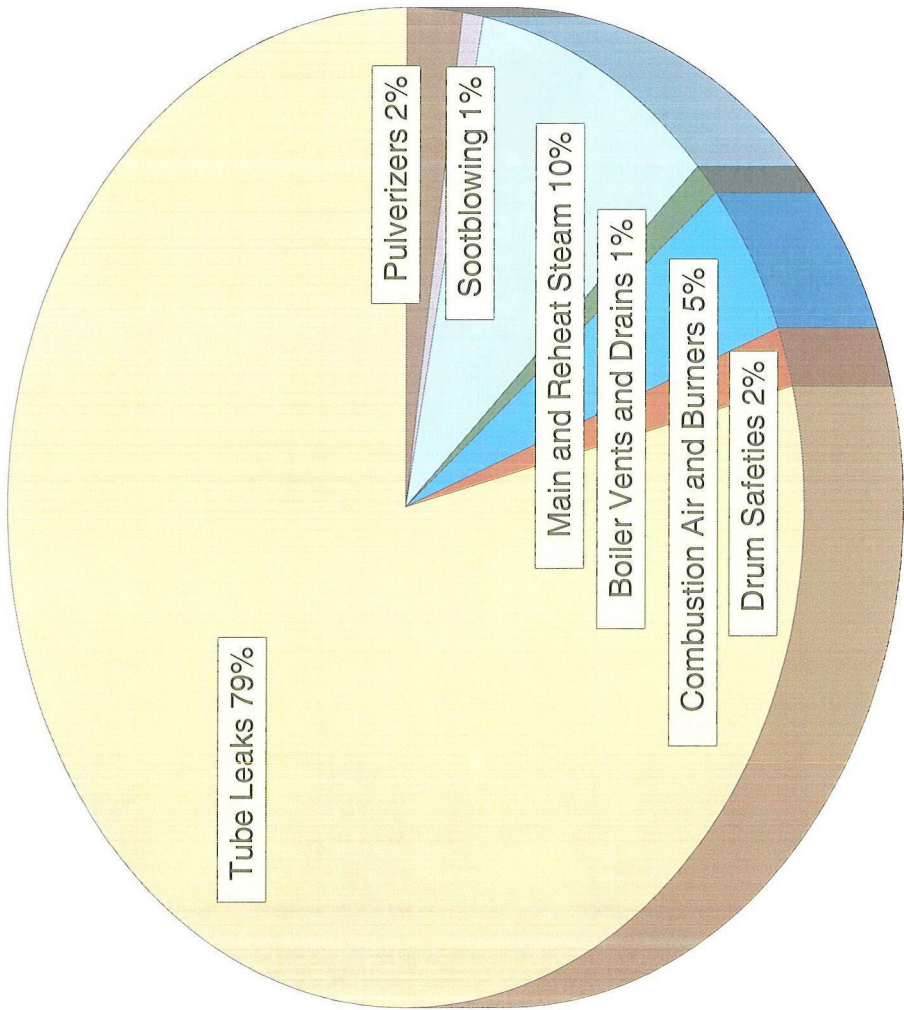 Tube Leaks 79%
Pulverizers 2%
Sootblowing 1%
Main and Reheat Steam 10%
Boiler Vents and Drains 1%
Combustion Air and Burners 5%
Drum Safeties 2%